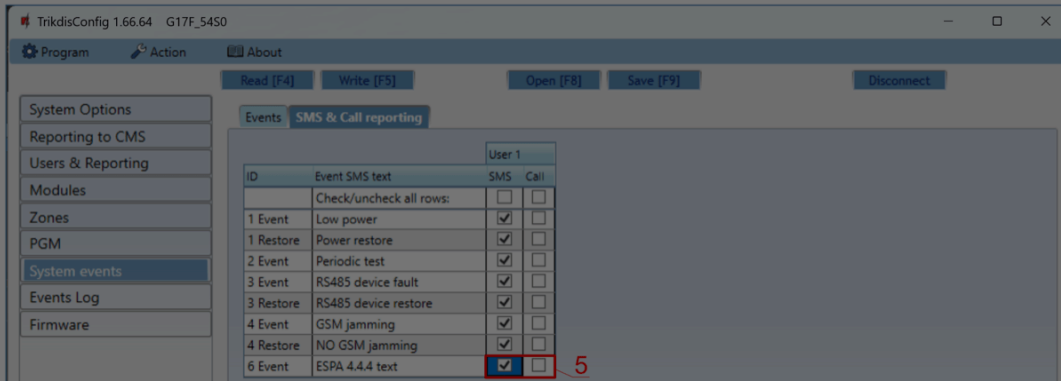 TrikdisConfig 1.66.64 G17F_54S0
Program Action About
Read [F4] Write [F5] Open [F8] Save [F9] Disconnect
System Options
Reporting to CMS
Users & Reporting
Modules
Zones
PGM
System events
Events Log
Firmware
Events SMS & Call reporting
User 1
ID Event SMS text SMS Call
Check/uncheck all rows:
1 Event Low power
1 Restore Power restore
2 Event Periodic test
3 Event RS485 device fault
3 Restore RS485 device restore
4 Event GSM jamming
4 Restore NO GSM jamming
6 Event ESPA 4.4.4 text
5